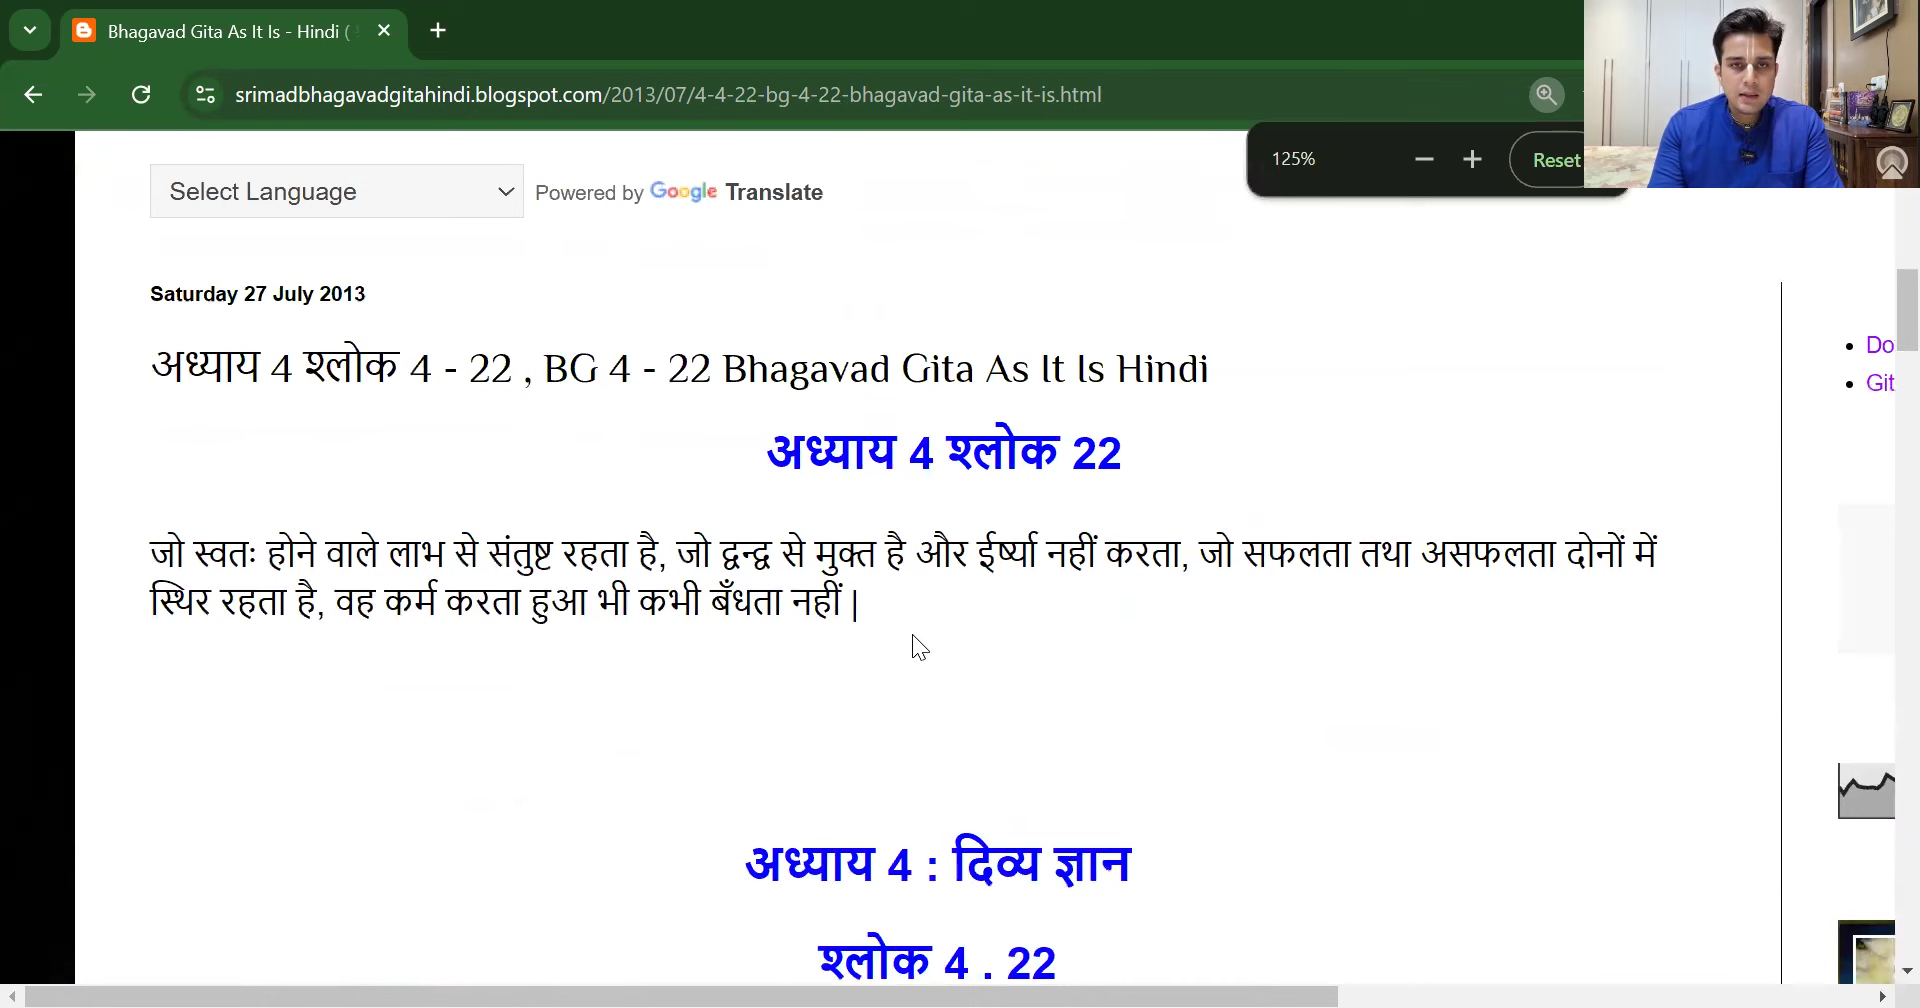 Bhagavad Gita As It Is - Hindi (
srimadbhagavadgitahindi.blogspot.com/2013/07/4-4-22-bg-4-22-bhagavad-gita-as-it-is.html
125%
Reset
Select Language
Powered by Google Translate
Saturday 27 July 2013
अध्याय 4 श्लोक 4 - 22 , BG 4 - 22 Bhagavad Gita As It Is Hindi
Do
Git
अध्याय 4 श्लोक 22
जो स्वतः होने वाले लाभ से संतुष्ट रहता है, जो द्वन्द्व से मुक्त है और ईर्ष्या नहीं करता, जो सफलता तथा असफलता दोनों में
स्थिर रहता है, वह कर्म करता हुआ भी कभी बँधता नहीं |
अध्याय 4 : दिव्य ज्ञान
श्लोक 4 . 22